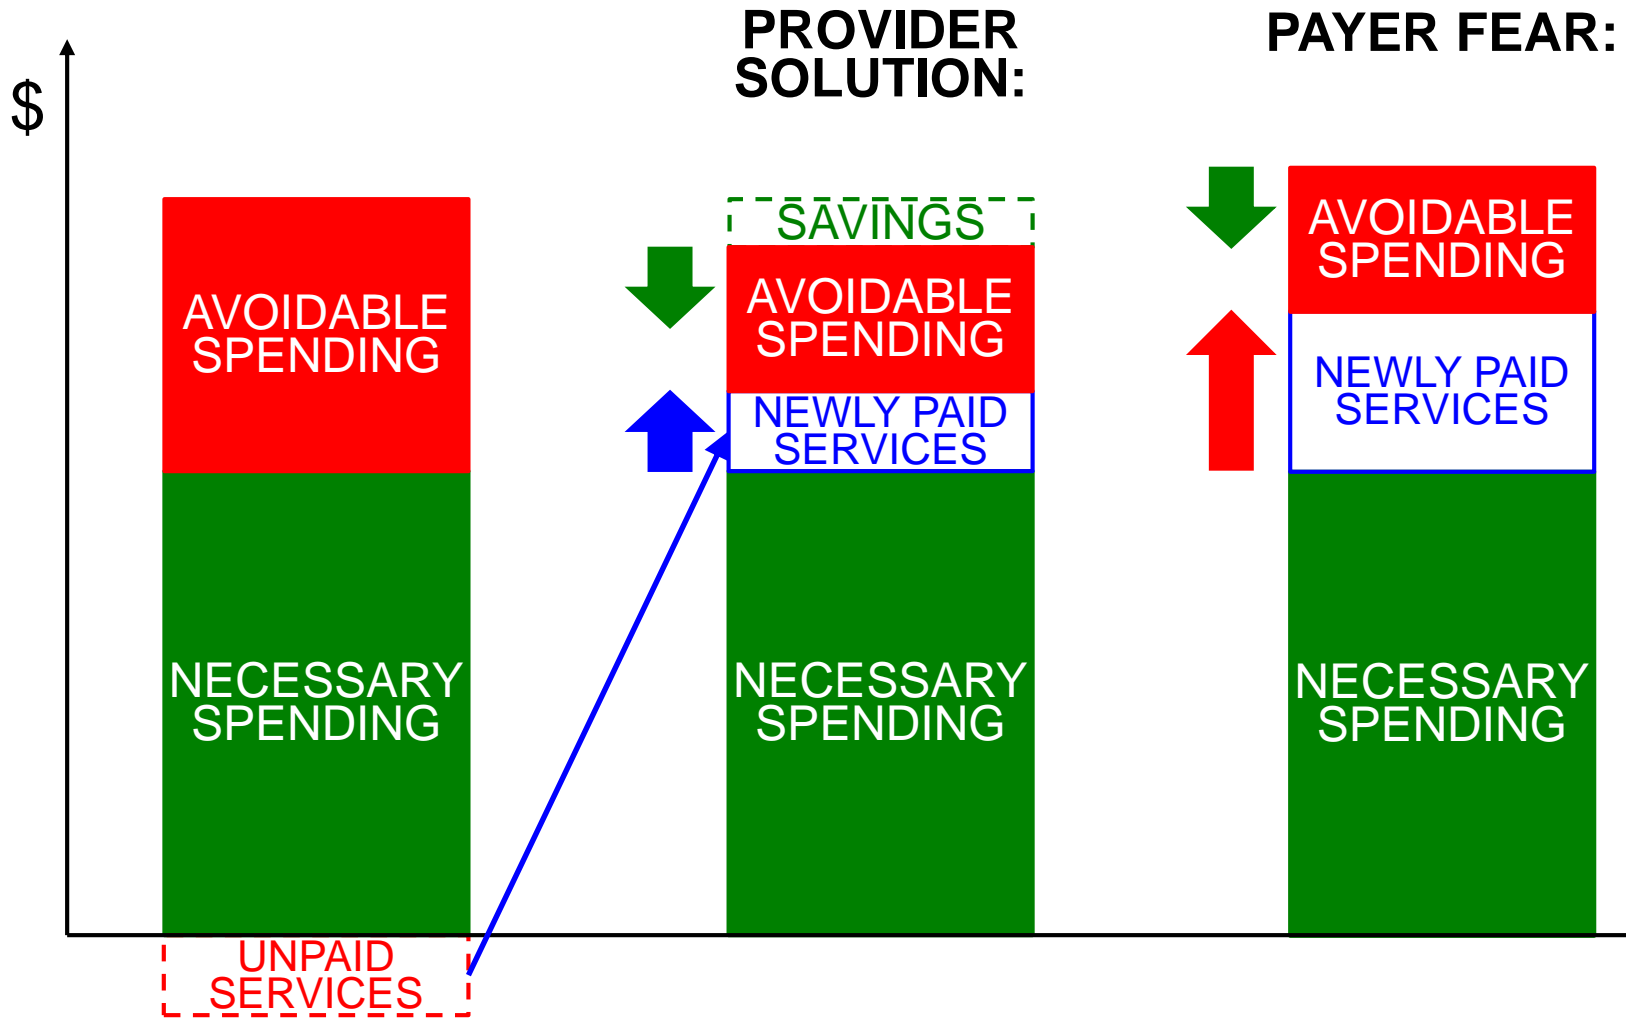 PROVIDER
SOLUTION:
PAYER FEAR:
$
AVOIDABLE
SPENDING
NECESSARY
SPENDING
UNPAID
SERVICES
SAVINGS
AVOIDABLE
SPENDING
NEWLY PAID
SERVICES
NECESSARY
SPENDING
AVOIDABLE
SPENDING
NEWLY PAID
SERVICES
NECESSARY
SPENDING